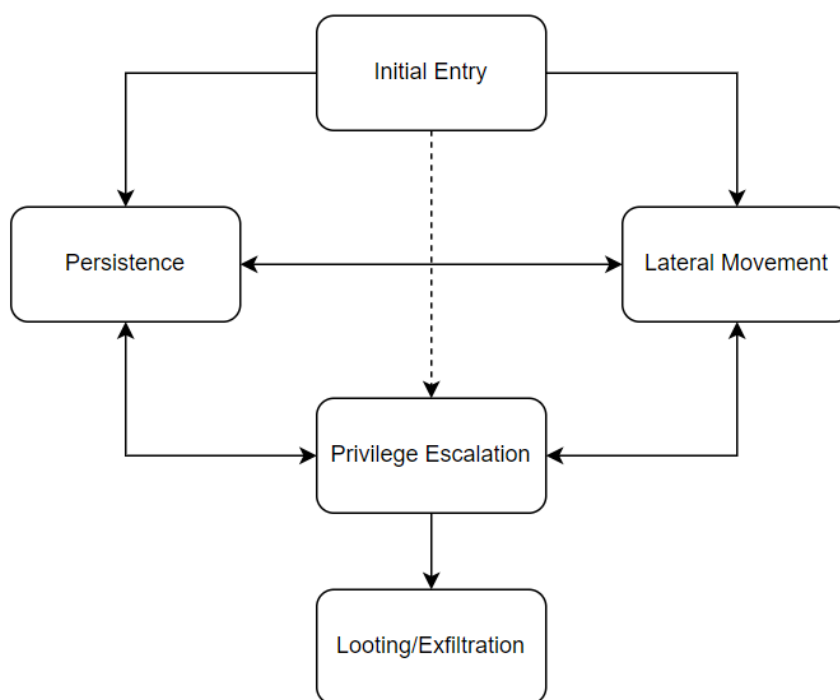 Initial Entry
Persistence
Lateral Movement
Privilege Escalation
Looting/Exfiltration